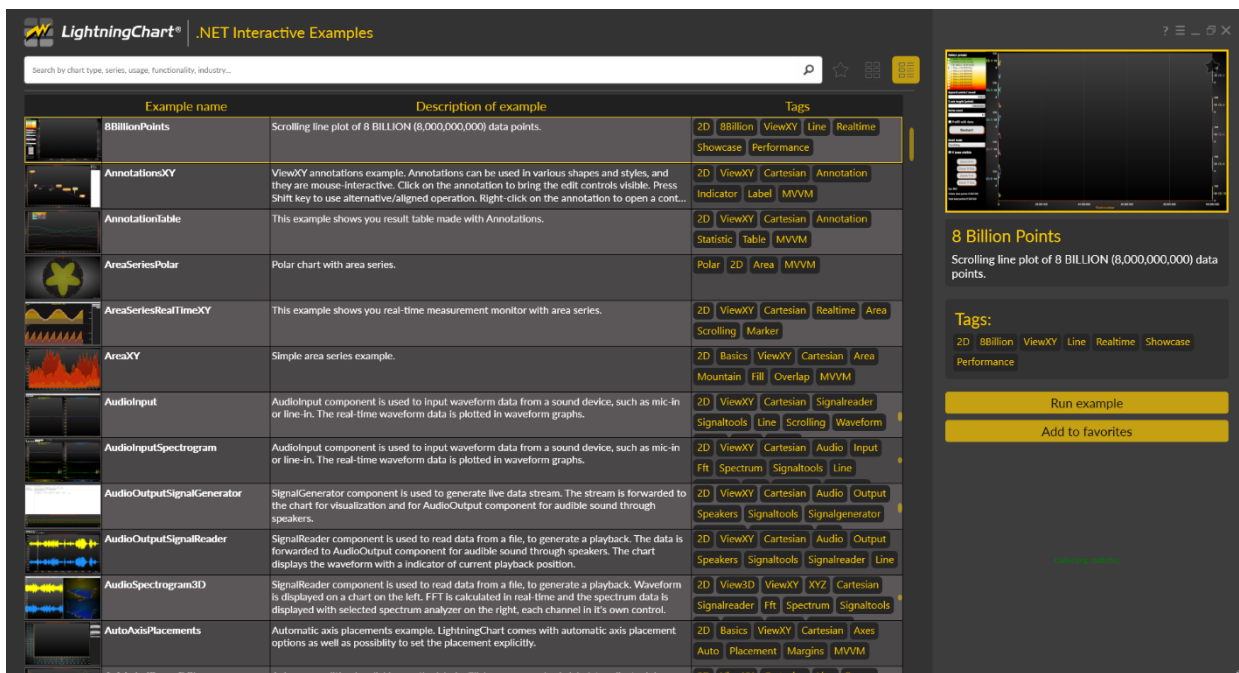 LightningChart® .NET Interactive Examples
Search by chart type, series, usage, functionality, industry...
Example name Description of example Tags
8BillionPoints
Scrolling line plot of 8 BILLION (8,000,000,000) data points.
2D 8Billion ViewXY Line Realtime
Showcase Performance
AnnotationsXY
ViewXY annotations example. Annotations can be used in various shapes and styles, and
they are mouse-interactive. Click on the annotation to bring the edit controls visible. Press
Shift key to use alternative/aligned operation. Right-click on the annotation to open a cont...
2D ViewXY Cartesian Annotation
Indicator Label MVVM
AnnotationTable
This example shows you result table made with Annotations.
2D ViewXY Cartesian Annotation
Statistic Table MVVM
AreaSeriesPolar
Polar chart with area series.
Polar 2D Area MVVM
AreaSeriesRealTimeXY
This example shows you real-time measurement monitor with area series.
2D ViewXY Cartesian Realtime Area
Scrolling Marker
AreaXY
Simple area series example.
2D Basics ViewXY Cartesian Area
Mountain Fill Overlap MVVM
AudioInput
AudioInput component is used to input waveform data from a sound device, such as mic-in
or line-in. The real-time waveform data is plotted in waveform graphs.
2D ViewXY Cartesian Signalreader
Signaltools Line Scrolling Waveform
AudioInputSpectrogram
AudioInput component is used to input waveform data from a sound device, such as mic-in
or line-in. The real-time waveform data is plotted in waveform graphs.
2D ViewXY Cartesian Audio Input
Fft Spectrum Signaltools Line
AudioOutputSignalGenerator
SignalGenerator component is used to generate live data stream. The stream is forwarded to
the chart for visualization and for AudioOutput component for audible sound through
speakers.
2D ViewXY Cartesian Audio Output
Speakers Signaltools Signalgenerator
AudioOutputSignalReader
SignalReader component is used to read data from a file, to generate a playback. The data is
forwarded to AudioOutput component for audible sound through speakers. The chart
displays the waveform with a indicator of current playback position.
2D ViewXY Cartesian Audio Output
Speakers Signaltools Signalreader Line
AudioSpectrogram3D
SignalReader component is used to read data from a file, to generate a playback. Waveform
is displayed on a chart on the left. FFT is calculated in real-time and the spectrum data is
displayed with selected spectrum analyzer on the right, each channel in it's own control.
2D View3D ViewXY XYZ Cartesian
Signalreader Fft Spectrum Signaltools
AutoAxisPlacements
Automatic axis placements example. LightningChart comes with automatic axis placement
options as well as possiblity to set the placement explicitly.
2D Basics ViewXY Cartesian Axes
Auto Placement Margins MVVM
8 Billion Points
Scrolling line plot of 8 BILLION (8,000,000,000) data
points.
Tags:
2D 8Billion ViewXY Line Realtime Showcase
Performance
Run example
Add to favorites